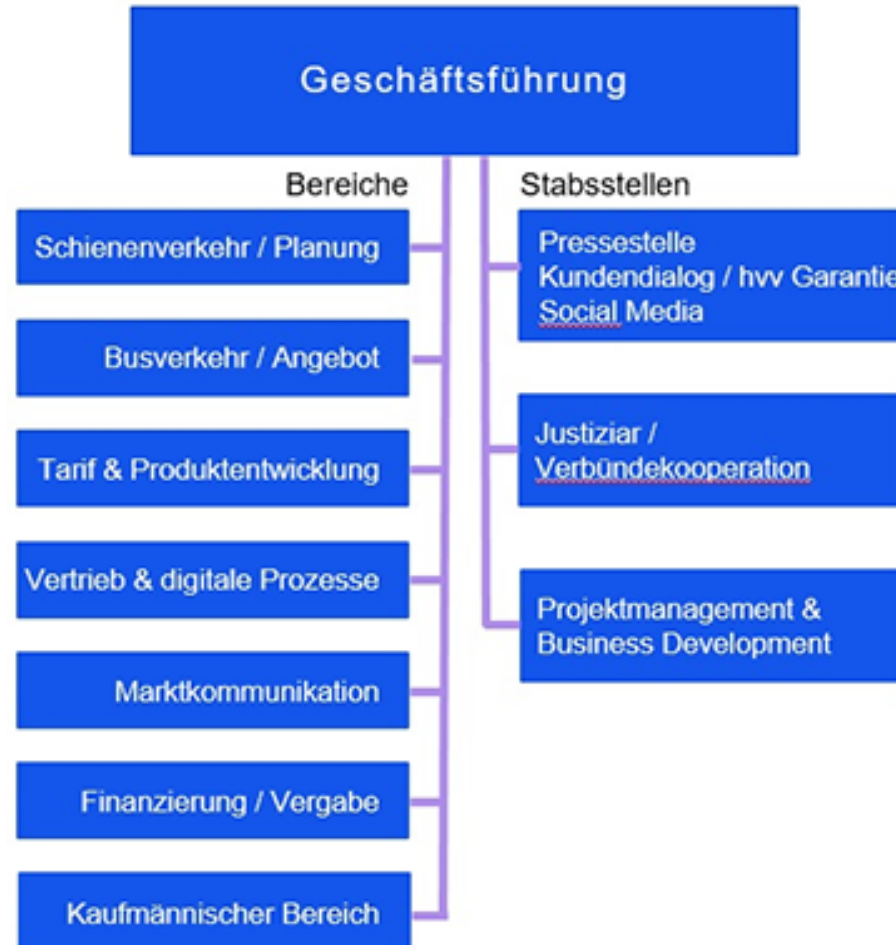 Geschäftsführung
Bereiche
Schienenverkehr / Planung
Busverkehr / Angebot
Tarif & Produktentwicklung
Vertrieb & digitale Prozesse
Marktkommunikation
Finanzierung / Vergabe
Kaufmännischer Bereich
Stabsstellen
Pressestelle
Kundendialog / hvv Garantie
Social Media
Justiziar /
Verbündekooperation
Projektmanagement &
Business Development